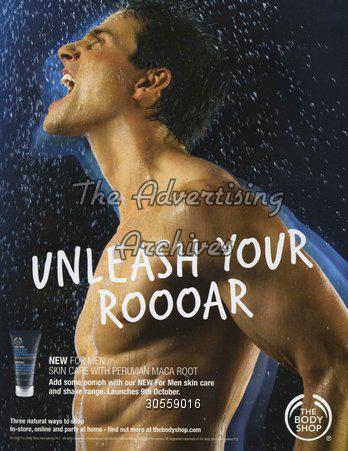 The Advertising
Archives
UNLEASH YOUR
ROOOAR
NEW FOR MEN
SKIN CARE WITH PERUVIAN MACA ROOT
Add some oomph with our NEW For Men skin care
and shave range. Launches 9th October.
30559016
Three natural ways to shop
In-store, online and party at home - find out more at thebodyshop.com
THE
BODY
SHOP